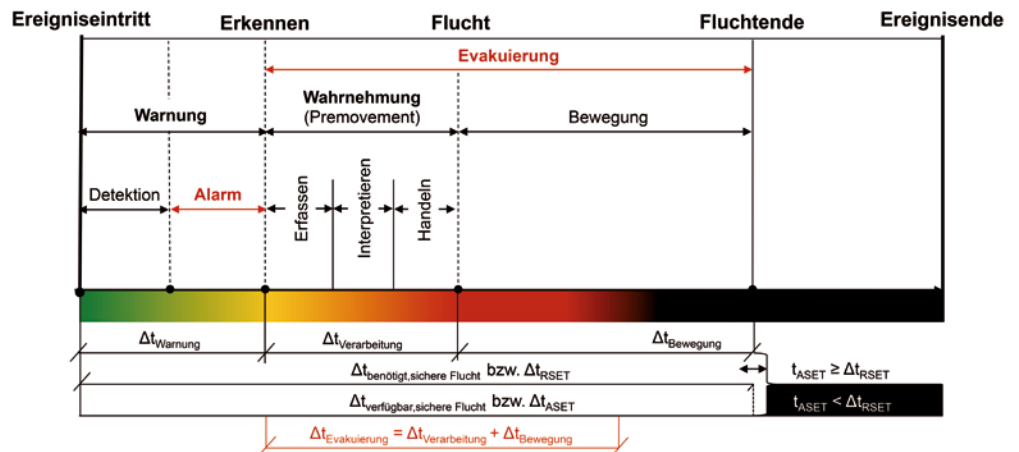 Ereigniseintritt Erkennen Flucht Fluchtende Ereignisende
Evakuierung
Warnung
Wahrnehmung
(Premovement)
Bewegung
Detektion
Alarm
Erfassen
Interpretieren
Handeln
Δt_Warnung Δt_Verarbeitung Δt_Bewegung
Δt_benötigt,sichere Flucht bzw. Δt_RSET
t_ASET ≥ Δt_RSET
Δt_verfügbar,sichere Flucht bzw. Δt_ASET
t_ASET < Δt_RSET
Δt_Evakuierung = Δt_Verarbeitung + Δt_Bewegung